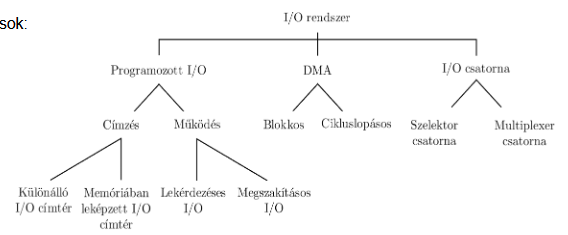 sok:
I/O rendszer
Programozott I/O
DMA
I/O csatorna
Címzés
Működés
Blokkos
Cikluslopásos
Szelektor
csatorna
Multiplexer
csatorna
Különálló
I/O címtér
Memóriában
leképzett I/O
címtér
Lekérdezéses
I/O
Megszakításos
I/O